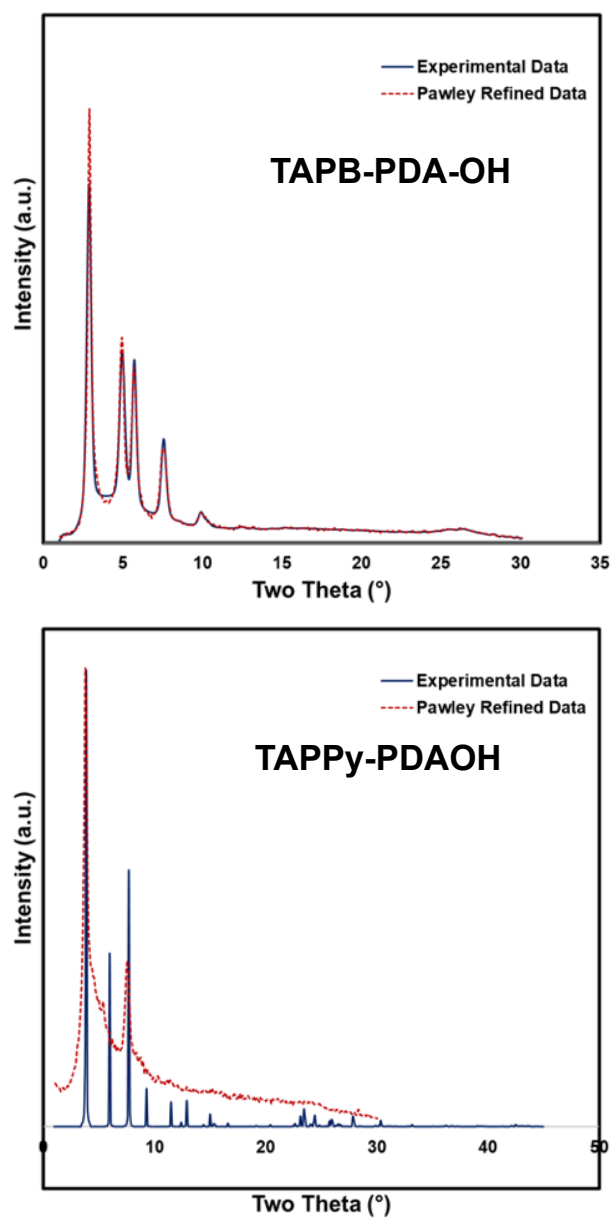 Experimental Data
Pawley Refined Data
TAPB-PDA-OH
Intensity (a.u.)
0 5 10 15 20 25 30 35
Two Theta (°)
Experimental Data
Pawley Refined Data
TAPPy-PDAOH
Intensity (a.u.)
0 10 20 30 40 50
Two Theta (°)